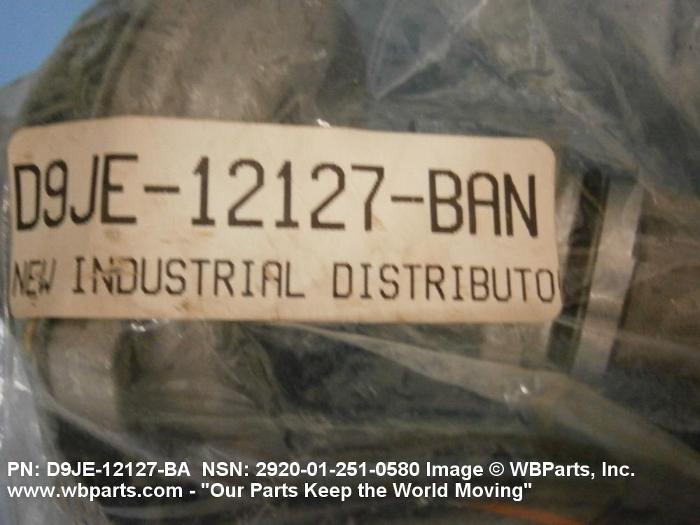 D9JE-12127-BAN
NEW INDUSTRIAL DISTRIBUTO
PN: D9JE-12127-BA NSN: 2920-01-251-0580 Image © WBParts, Inc.
www.wbparts.com - "Our Parts Keep the World Moving"